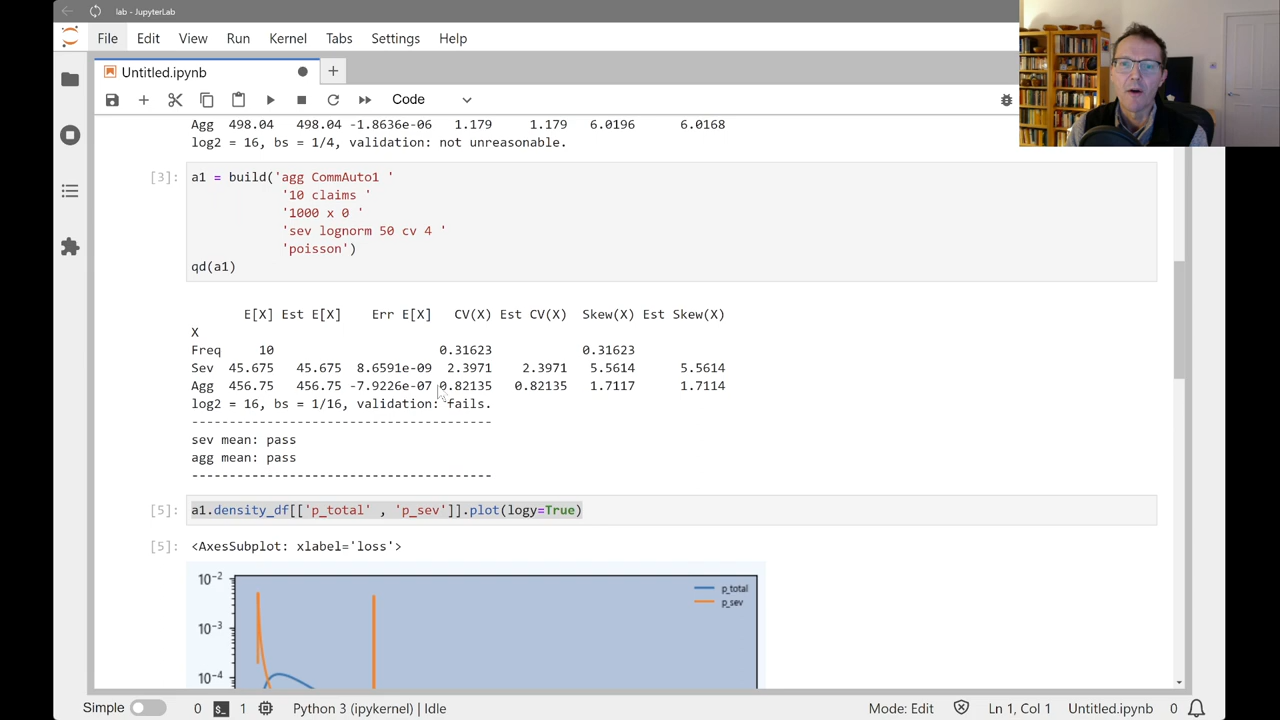 lab - JupyterLab
File Edit View Run Kernel Tabs Settings Help
Untitled.ipynb
Code
Agg 498.04 498.04 -1.8636e-06 1.179 1.179 6.0196 6.0168
log2 = 16, bs = 1/4, validation: not unreasonable.
[3]: a1 = build('agg CommAuto1 '
'10 claims '
'1000 x 0 '
'sev lognorm 50 cv 4 '
'poisson')
qd(a1)
E[X] Est E[X] Err E[X] CV(X) Est CV(X) Skew(X) Est Skew(X)
X
Freq 10 0.31623 0.31623
Sev 45.675 45.675 8.6591e-09 2.3971 2.3971 5.5614 5.5614
Agg 456.75 456.75 -7.9226e-07 0.82135 0.82135 1.7117 1.7114
log2 = 16, bs = 1/16, validation: fails.
----------------------------------------
sev mean: pass
agg mean: pass
----------------------------------------
[5]: a1.density_df[['p_total' , 'p_sev']].plot(logy=True)
[5]: <AxesSubplot: xlabel='loss'>
10⁻²
p_total
p_sev
10⁻³
10⁻⁴
Simple 0 $_ 1 Python 3 (ipykernel) | Idle Mode: Edit Ln 1, Col 1 Untitled.ipynb 0